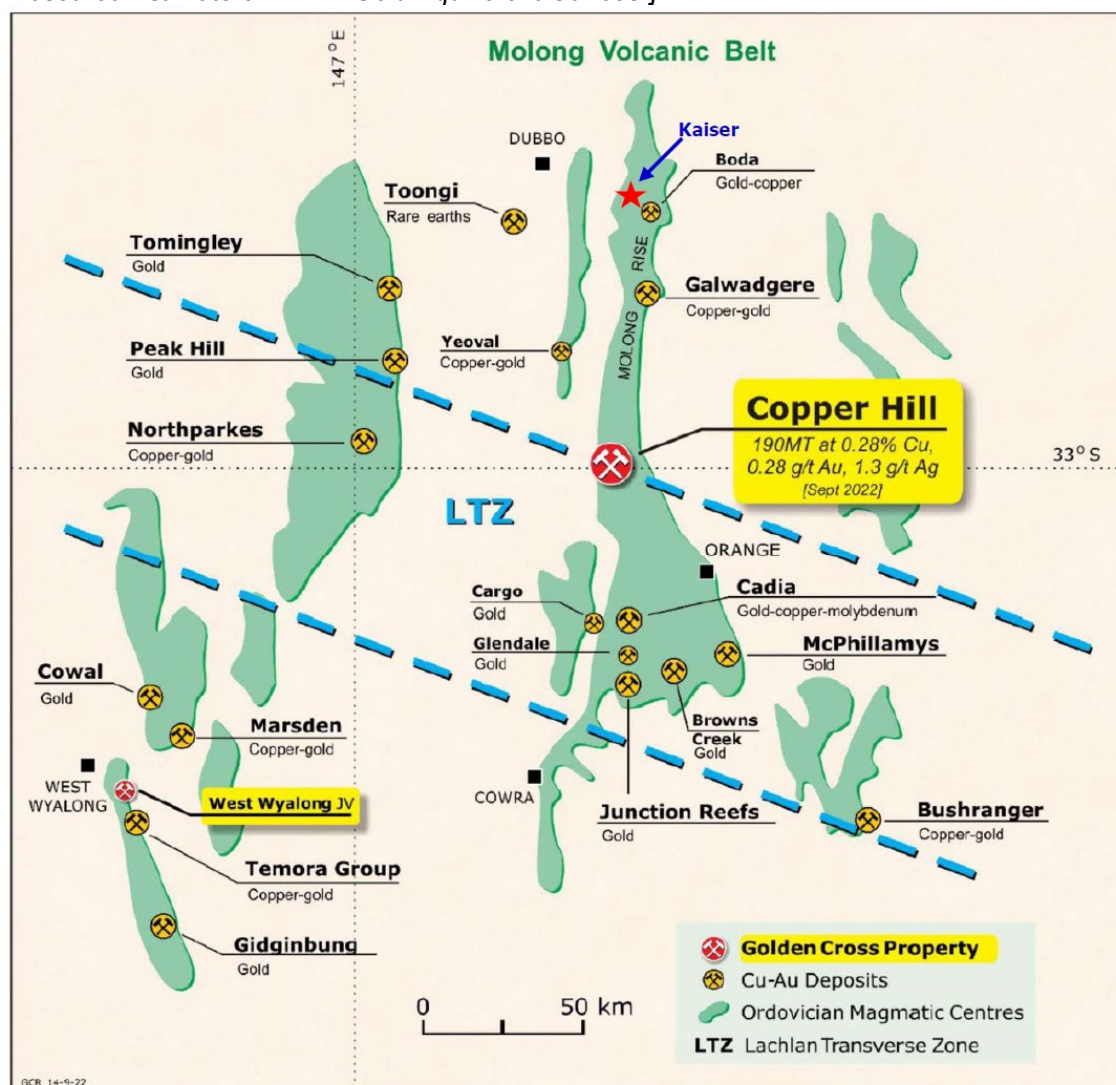 Molong Volcanic Belt
147°E
DUBBO
Kaiser
Boda
Gold-copper
Toongi
Rare earths
Tomingley
Gold
MOLONG RISE
Galwadgere
Copper-gold
Peak Hill
Gold
Yeoval
Copper-gold
Copper Hill
190MT at 0.28% Cu,
0.28 g/t Au, 1.3 g/t Ag
[Sept 2022]
Northparkes
Copper-gold
33°S
LTZ
ORANGE
Cargo
Gold
Cadia
Gold-copper-molybdenum
Glendale
Gold
McPhillamys
Gold
Cowal
Gold
Marsden
Copper-gold
Browns
Creek
Gold
WEST
WYALONG
West Wyalong JV
COWRA
Junction Reefs
Gold
Bushranger
Copper-gold
Temora Group
Copper-gold
Gidginbung
Gold
0 50 km
Golden Cross Property
Cu-Au Deposits
Ordovician Magmatic Centres
LTZ Lachlan Transverse Zone
GCR 14-9-22